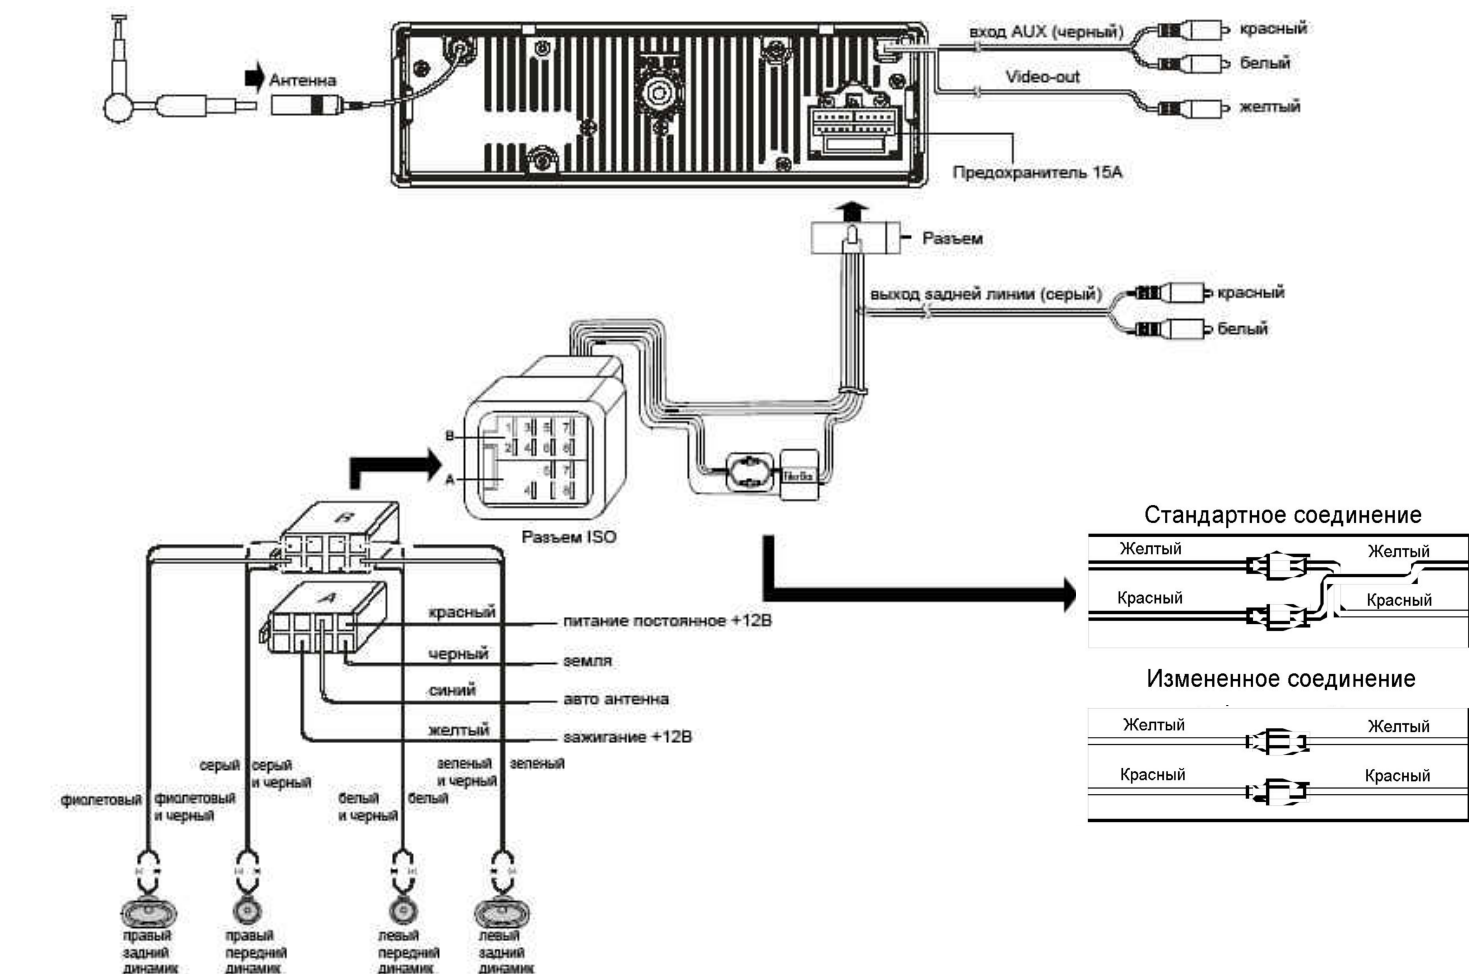 вход AUX (черный)
красный
белый
Video-out
желтый
Антенна
Предохранитель 15А
Разъем
выход задней линии (серый)
красный
белый
B
1 3 5 7
2 4 6 8
A
5 7
4 8
Filter Box
Разъем ISO
B
A
красный
питание постоянное +12В
черный
земля
синий
авто антенна
желтый
зажигание +12В
Стандартное соединение
Желтый
Желтый
Красный
Красный
Измененное соединение
Желтый
Желтый
Красный
Красный
фиолетовый
фиолетовый
и черный
серый
серый
и черный
белый
и черный
белый
зеленый
и черный
зеленый
правый
задний
динамик
правый
передний
динамик
левый
передний
динамик
левый
задний
динамик